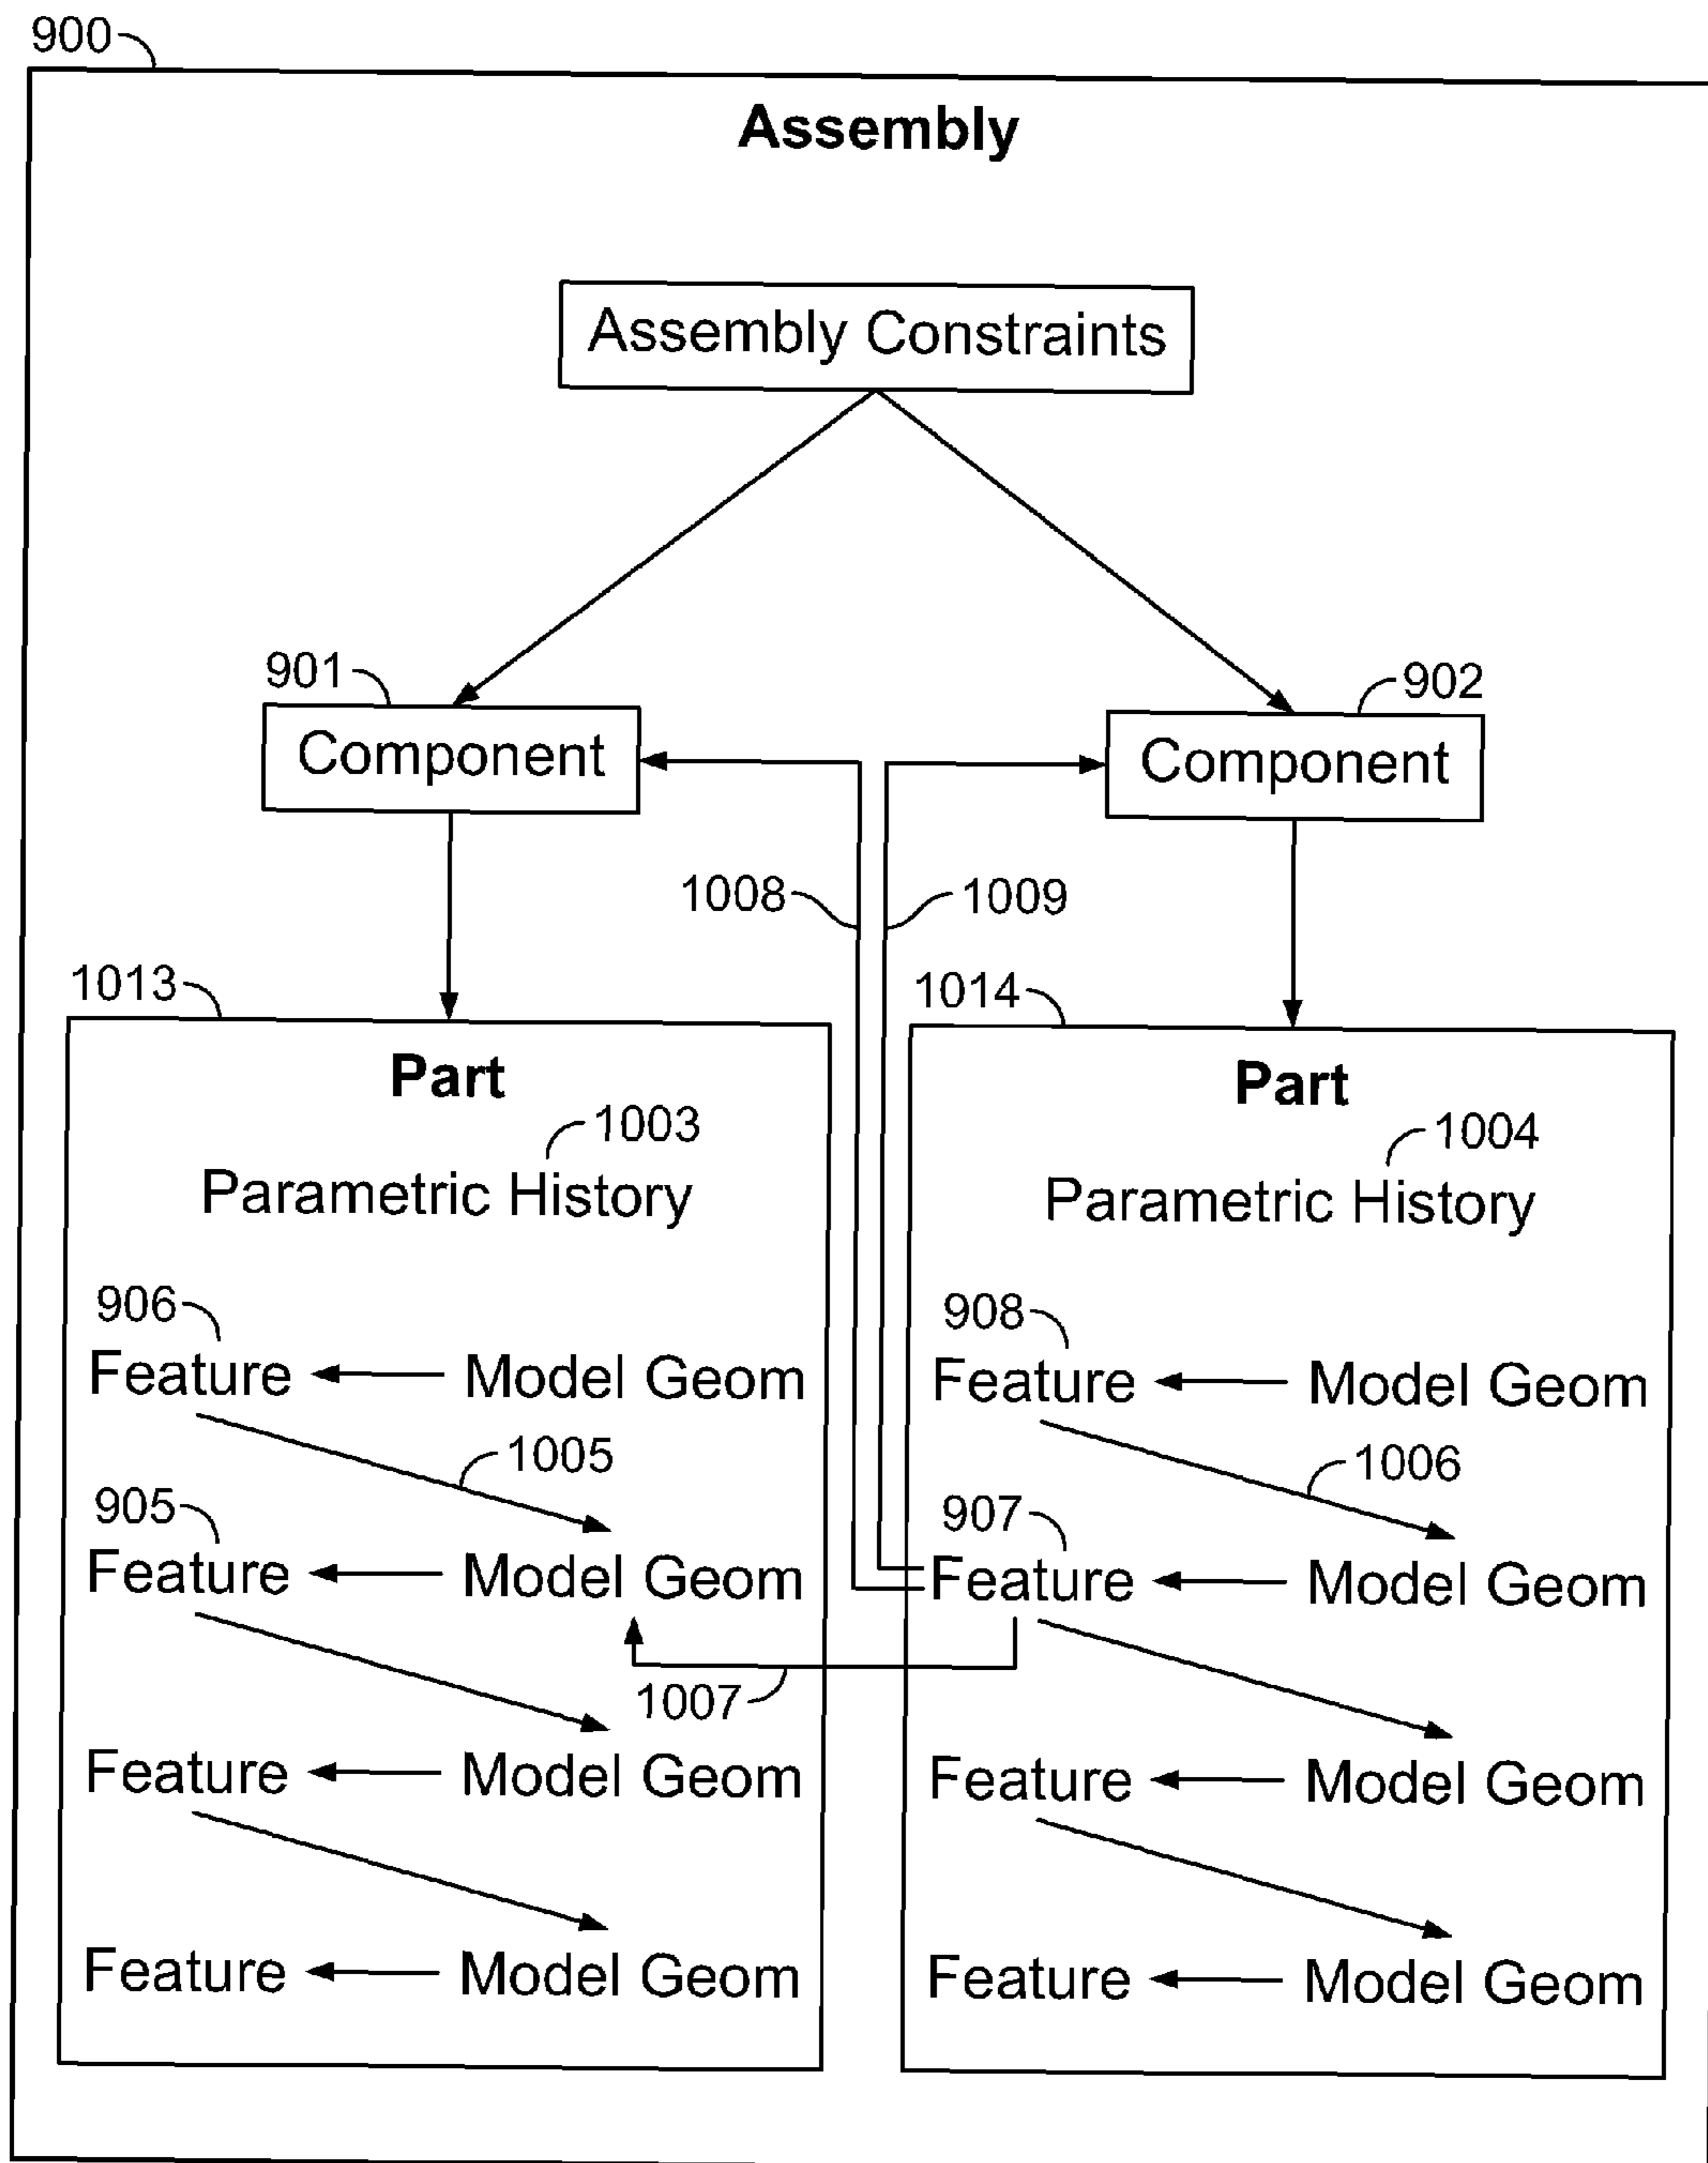 900
Assembly
Assembly Constraints
901
902
Component
Component
1008
1009
1013
1014
Part
Part
1003
1004
Parametric History
Parametric History
906
908
Feature
Model Geom
Feature
Model Geom
1005
1006
905
907
Feature
Model Geom
Feature
Model Geom
1007
Feature
Model Geom
Feature
Model Geom
Feature
Model Geom
Feature
Model Geom